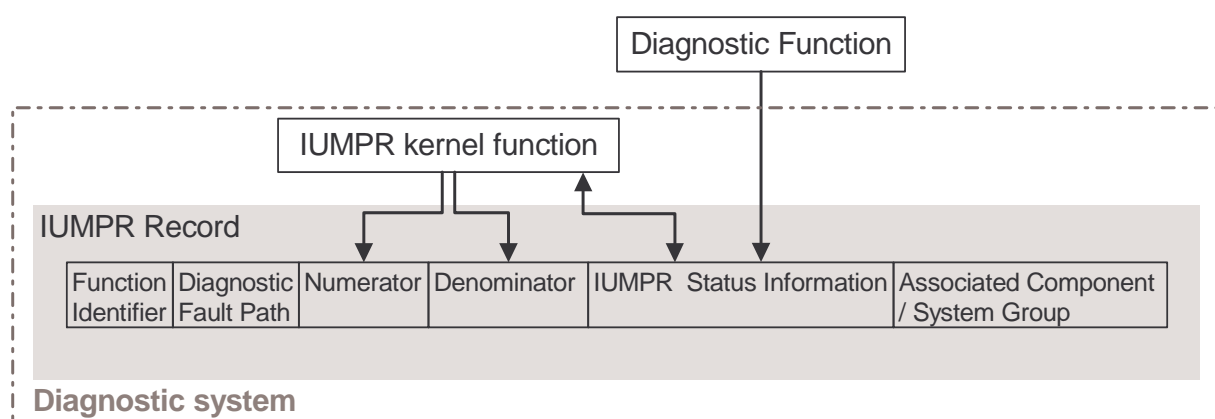 Diagnostic Function
IUMPR kernel function
IUMPR Record
Function Identifier
Diagnostic Fault Path
Numerator
Denominator
IUMPR Status Information
Associated Component
/ System Group
Diagnostic system